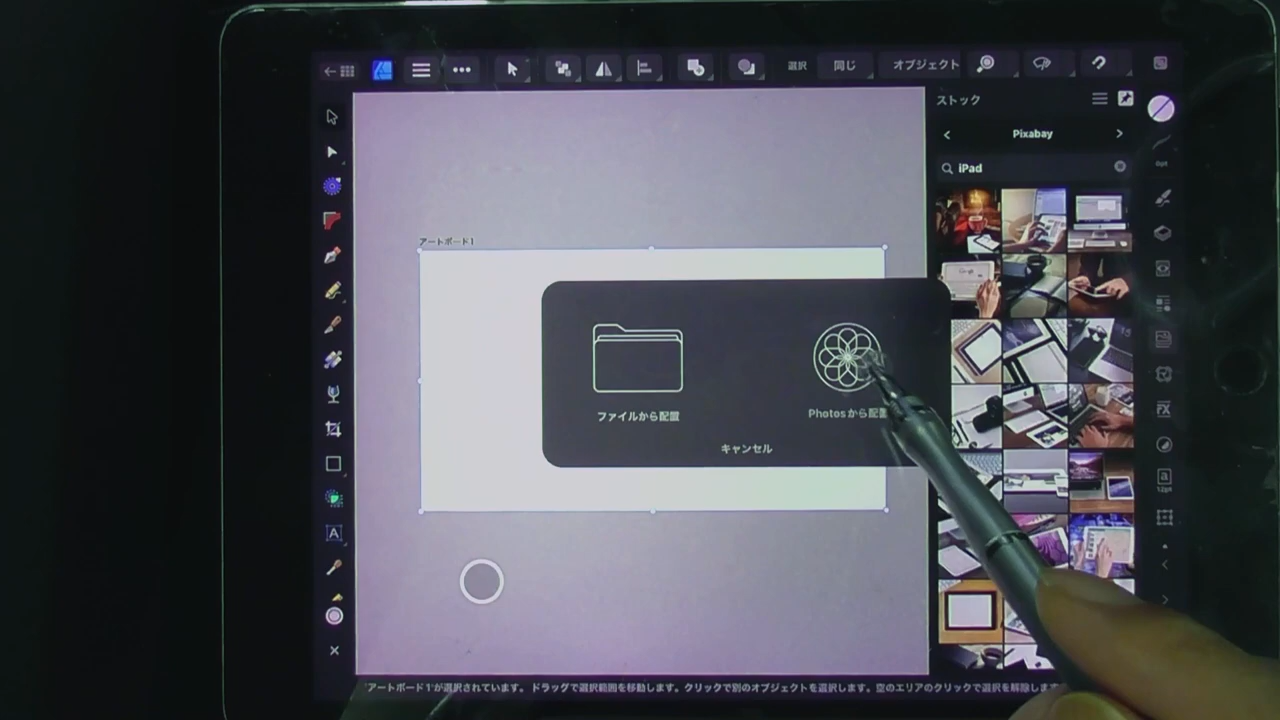 選択
同じ
オブジェクト
ストック
Pixabay
iPad
0pt
アートボード1
ファイルから配置
Photosから配置
キャンセル
FX
a
12pt
A
'アートボード1'が選択されています。 ドラッグで選択範囲を移動します。クリックで別のオブジェクトを選択します。空のエリアのクリックで選択を解除します